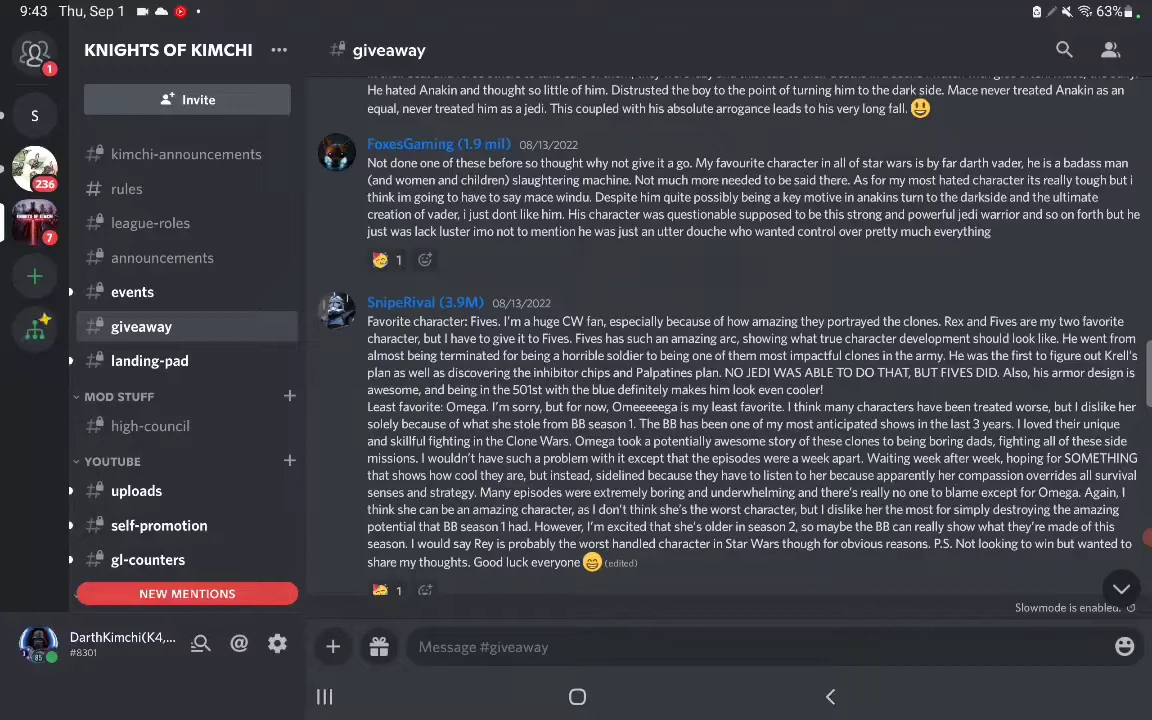 9:43 Thu, Sep 1
63%
1
S
236
7
KNIGHTS OF KIMCHI
Invite
kimchi-announcements
rules
league-roles
announcements
events
giveaway
landing-pad
MOD STUFF
high-council
YOUTUBE
uploads
self-promotion
gl-counters
NEW MENTIONS
DarthKimchi(K4,...
#8301
giveaway
He hated Anakin and thought so little of him. Distrusted the boy to the point of turning him to the dark side. Mace never treated Anakin as an
equal, never treated him as a jedi. This coupled with his absolute arrogance leads to his very long fall.
FoxesGaming (1.9 mil) 08/13/2022
Not done one of these before so thought why not give it a go. My favourite character in all of star wars is by far darth vader, he is a badass man
(and women and children) slaughtering machine. Not much more needed to be said there. As for my most hated character its really tough but i
think im going to have to say mace windu. Despite him quite possibly being a key motive in anakins turn to the darkside and the ultimate
creation of vader, i just dont like him. His character was questionable supposed to be this strong and powerful jedi warrior and so on forth but he
just was lack luster imo not to mention he was just an utter douche who wanted control over pretty much everything
1
SnipeRival (3.9M) 08/13/2022
Favorite character: Fives. I'm a huge CW fan, especially because of how amazing they portrayed the clones. Rex and Fives are my two favorite
character, but I have to give it to Fives. Fives has such an amazing arc, showing what true character development should look like. He went from
almost being terminated for being a horrible soldier to being one of them most impactful clones in the army. He was the first to figure out Krell's
plan as well as discovering the inhibitor chips and Palpatines plan. NO JEDI WAS ABLE TO DO THAT, BUT FIVES DID. Also, his armor design is
awesome, and being in the 501st with the blue definitely makes him look even cooler!
Least favorite: Omega. I'm sorry, but for now, Omeeeeega is my least favorite. I think many characters have been treated worse, but I dislike her
solely because of what she stole from BB season 1. The BB has been one of my most anticipated shows in the last 3 years. I loved their unique
and skillful fighting in the Clone Wars. Omega took a potentially awesome story of these clones to being boring dads, fighting all of these side
missions. I wouldn't have such a problem with it except that the episodes were a week apart. Waiting week after week, hoping for SOMETHING
that shows how cool they are, but instead, sidelined because they have to listen to her because apparently her compassion overrides all survival
senses and strategy. Many episodes were extremely boring and underwhelming and there's really no one to blame except for Omega. Again, I
think she can be an amazing character, as I don't think she's the worst character, but I dislike her the most for simply destroying the amazing
potential that BB season 1 had. However, I'm excited that she's older in season 2, so maybe the BB can really show what they're made of this
season. I would say Rey is probably the worst handled character in Star Wars though for obvious reasons. P.S. Not looking to win but wanted to
share my thoughts. Good luck everyone (edited)
1
Slowmode is enabled.
Message #giveaway